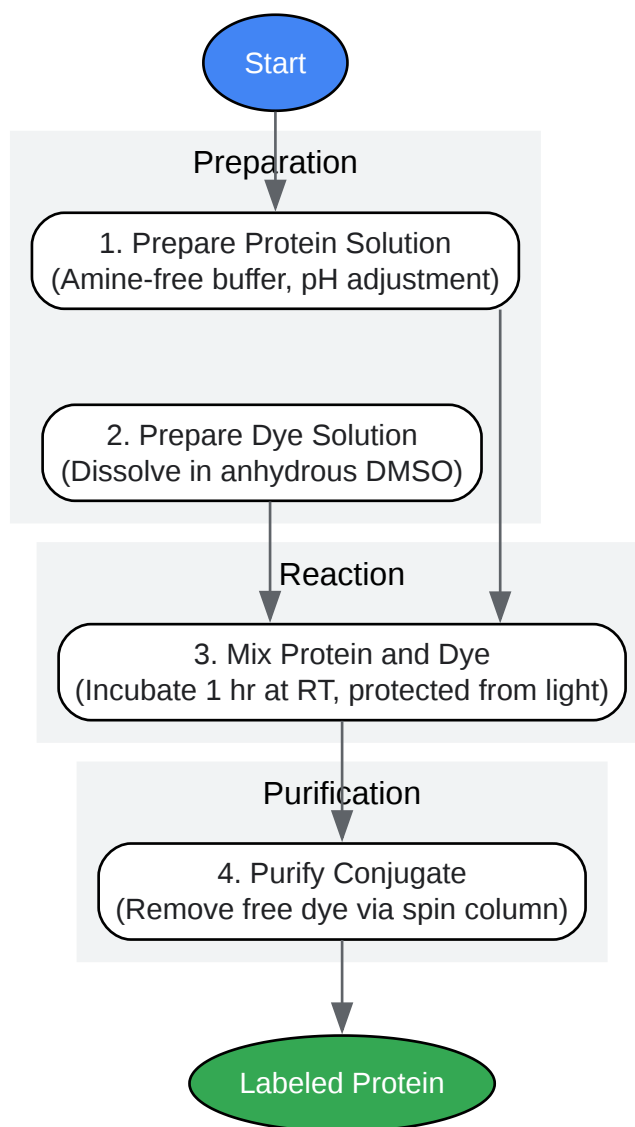 Start
Preparation
1. Prepare Protein Solution
(Amine-free buffer, pH adjustment)
2. Prepare Dye Solution
(Dissolve in anhydrous DMSO)
Reaction
3. Mix Protein and Dye
(Incubate 1 hr at RT, protected from light)
Purification
4. Purify Conjugate
(Remove free dye via spin column)
Labeled Protein